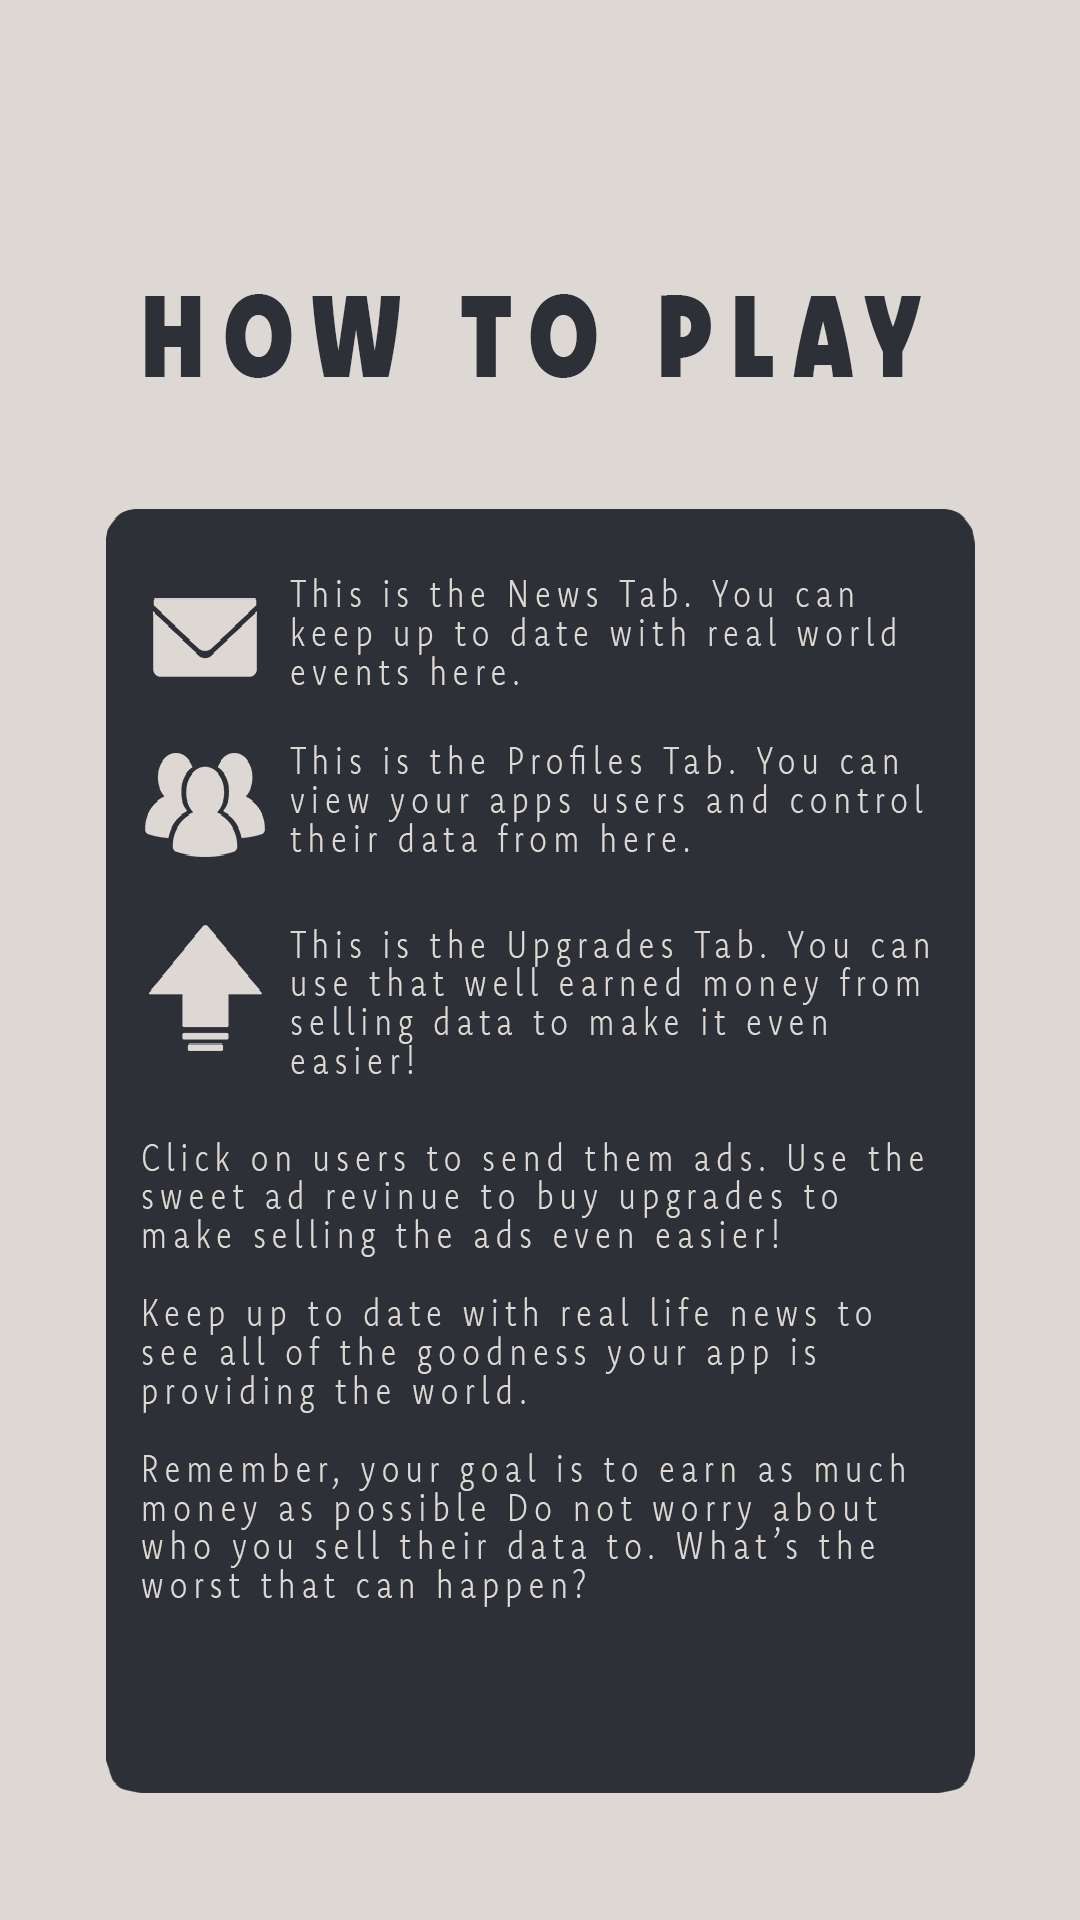 HOW TO PLAY
This is the News Tab. You can
keep up to date with real world
events here.
This is the Profiles Tab. You can
view your apps users and control
their data from here.
This is the Upgrades Tab. You can
use that well earned money from
selling data to make it even
easier!
Click on users to send them ads. Use the
sweet ad revinue to buy upgrades to
make selling the ads even easier!
Keep up to date with real life news to
see all of the goodness your app is
providing the world.
Remember, your goal is to earn as much
money as possible Do not worry about
who you sell their data to. What’s the
worst that can happen?